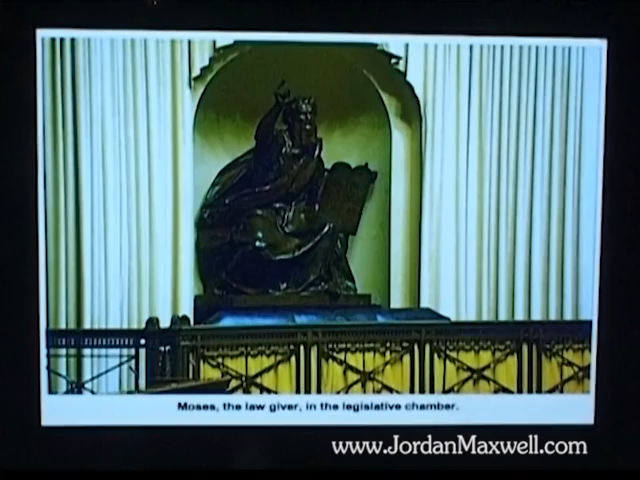 Moses, the law giver, in the legislative chamber.
www.JordanMaxwell.com